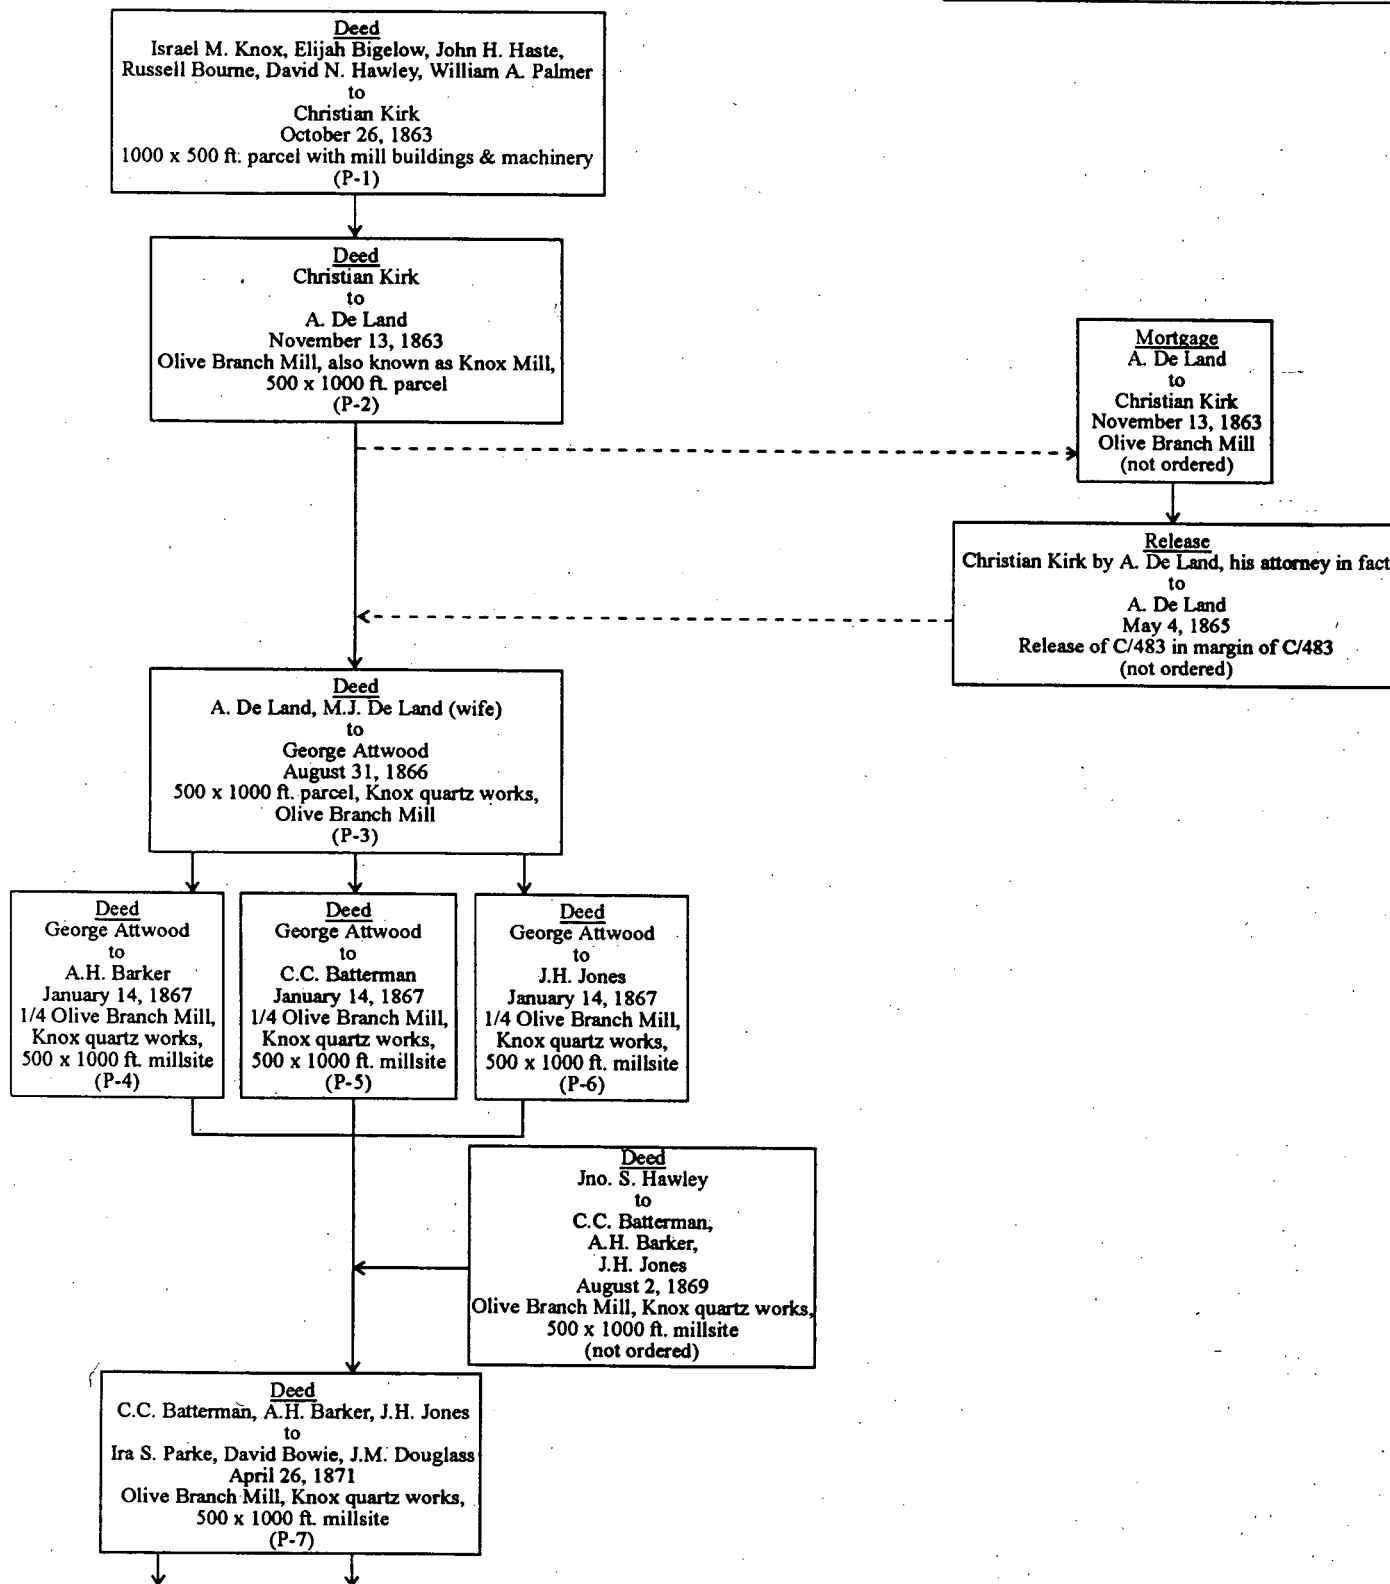 Deed
Israel M. Knox, Elijah Bigelow, John H. Haste,
Russell Bourne, David N. Hawley, William A. Palmer
to
Christian Kirk
October 26, 1863
1000 x 500 ft. parcel with mill buildings & machinery
(P-1)
Deed
Christian Kirk
to
A. De Land
November 13, 1863
Olive Branch Mill, also known as Knox Mill,
500 x 1000 ft. parcel
(P-2)
Mortgage
A. De Land
to
Christian Kirk
November 13, 1863
Olive Branch Mill
(not ordered)
Release
Christian Kirk by A. De Land, his attorney in fact
to
A. De Land
May 4, 1865
Release of C/483 in margin of C/483
(not ordered)
Deed
A. De Land, M.J. De Land (wife)
to
George Attwood
August 31, 1866
500 x 1000 ft. parcel, Knox quartz works,
Olive Branch Mill
(P-3)
Deed
George Attwood
to
A.H. Barker
January 14, 1867
1/4 Olive Branch Mill,
Knox quartz works,
500 x 1000 ft. millsite
(P-4)
Deed
George Attwood
to
C.C. Batterman
January 14, 1867
1/4 Olive Branch Mill,
Knox quartz works,
500 x 1000 ft. millsite
(P-5)
Deed
George Attwood
to
J.H. Jones
January 14, 1867
1/4 Olive Branch Mill,
Knox quartz works,
500 x 1000 ft. millsite
(P-6)
Deed
Jno. S. Hawley
to
C.C. Batterman,
A.H. Barker,
J.H. Jones
August 2, 1869
Olive Branch Mill, Knox quartz works,
500 x 1000 ft. millsite
(not ordered)
Deed
C.C. Batterman, A.H. Barker, J.H. Jones
to
Ira S. Parke, David Bowie, J.M. Douglass
April 26, 1871
Olive Branch Mill, Knox quartz works,
500 x 1000 ft. millsite
(P-7)